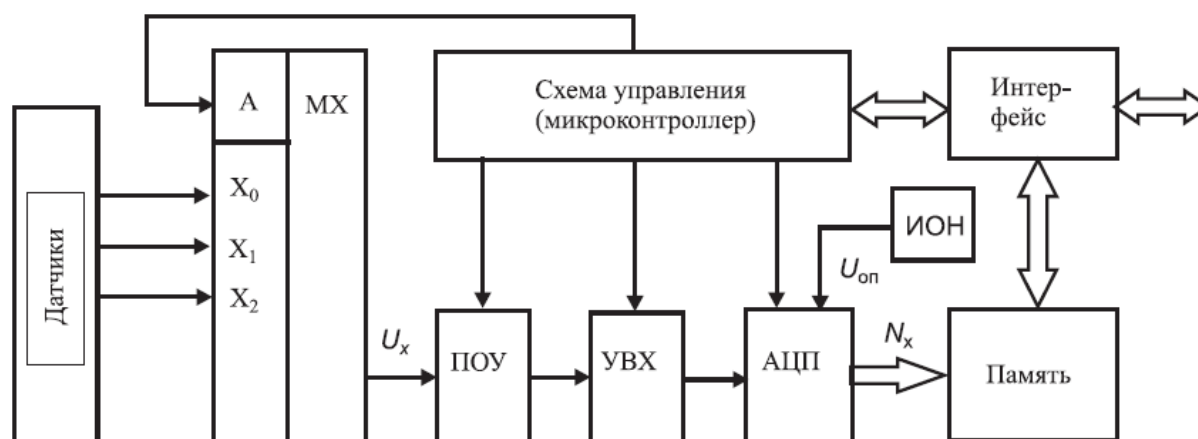 А
МХ
Схема управления
(микроконтроллер)
Интер-
фейс
Датчики
X₀
X₁
X₂
ИОН
Uоп
Uₓ
ПОУ
УВХ
АЦП
Nₓ
Память